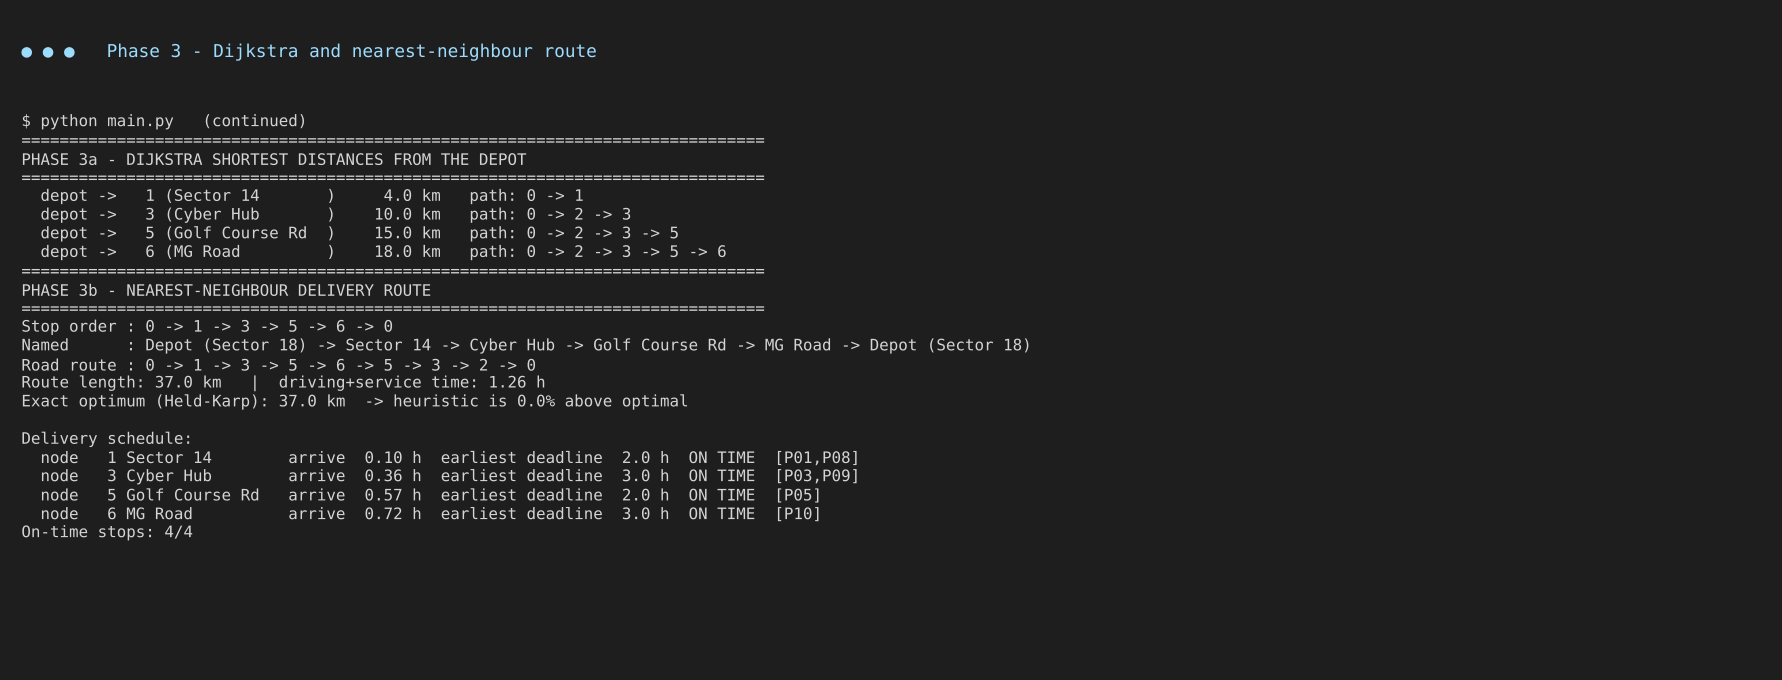 ● ● ●   Phase 3 - Dijkstra and nearest-neighbour route
$ python main.py   (continued)
==============================================================================
PHASE 3a - DIJKSTRA SHORTEST DISTANCES FROM THE DEPOT
==============================================================================
  depot ->   1 (Sector 14       )     4.0 km   path: 0 -> 1
  depot ->   3 (Cyber Hub       )    10.0 km   path: 0 -> 2 -> 3
  depot ->   5 (Golf Course Rd  )    15.0 km   path: 0 -> 2 -> 3 -> 5
  depot ->   6 (MG Road         )    18.0 km   path: 0 -> 2 -> 3 -> 5 -> 6
==============================================================================
PHASE 3b - NEAREST-NEIGHBOUR DELIVERY ROUTE
==============================================================================
Stop order : 0 -> 1 -> 3 -> 5 -> 6 -> 0
Named      : Depot (Sector 18) -> Sector 14 -> Cyber Hub -> Golf Course Rd -> MG Road -> Depot (Sector 18)
Road route : 0 -> 1 -> 3 -> 5 -> 6 -> 5 -> 3 -> 2 -> 0
Route length: 37.0 km   |  driving+service time: 1.26 h
Exact optimum (Held-Karp): 37.0 km  -> heuristic is 0.0% above optimal
Delivery schedule:
  node   1 Sector 14        arrive  0.10 h  earliest deadline  2.0 h  ON TIME  [P01,P08]
  node   3 Cyber Hub        arrive  0.36 h  earliest deadline  3.0 h  ON TIME  [P03,P09]
  node   5 Golf Course Rd   arrive  0.57 h  earliest deadline  2.0 h  ON TIME  [P05]
  node   6 MG Road          arrive  0.72 h  earliest deadline  3.0 h  ON TIME  [P10]
On-time stops: 4/4